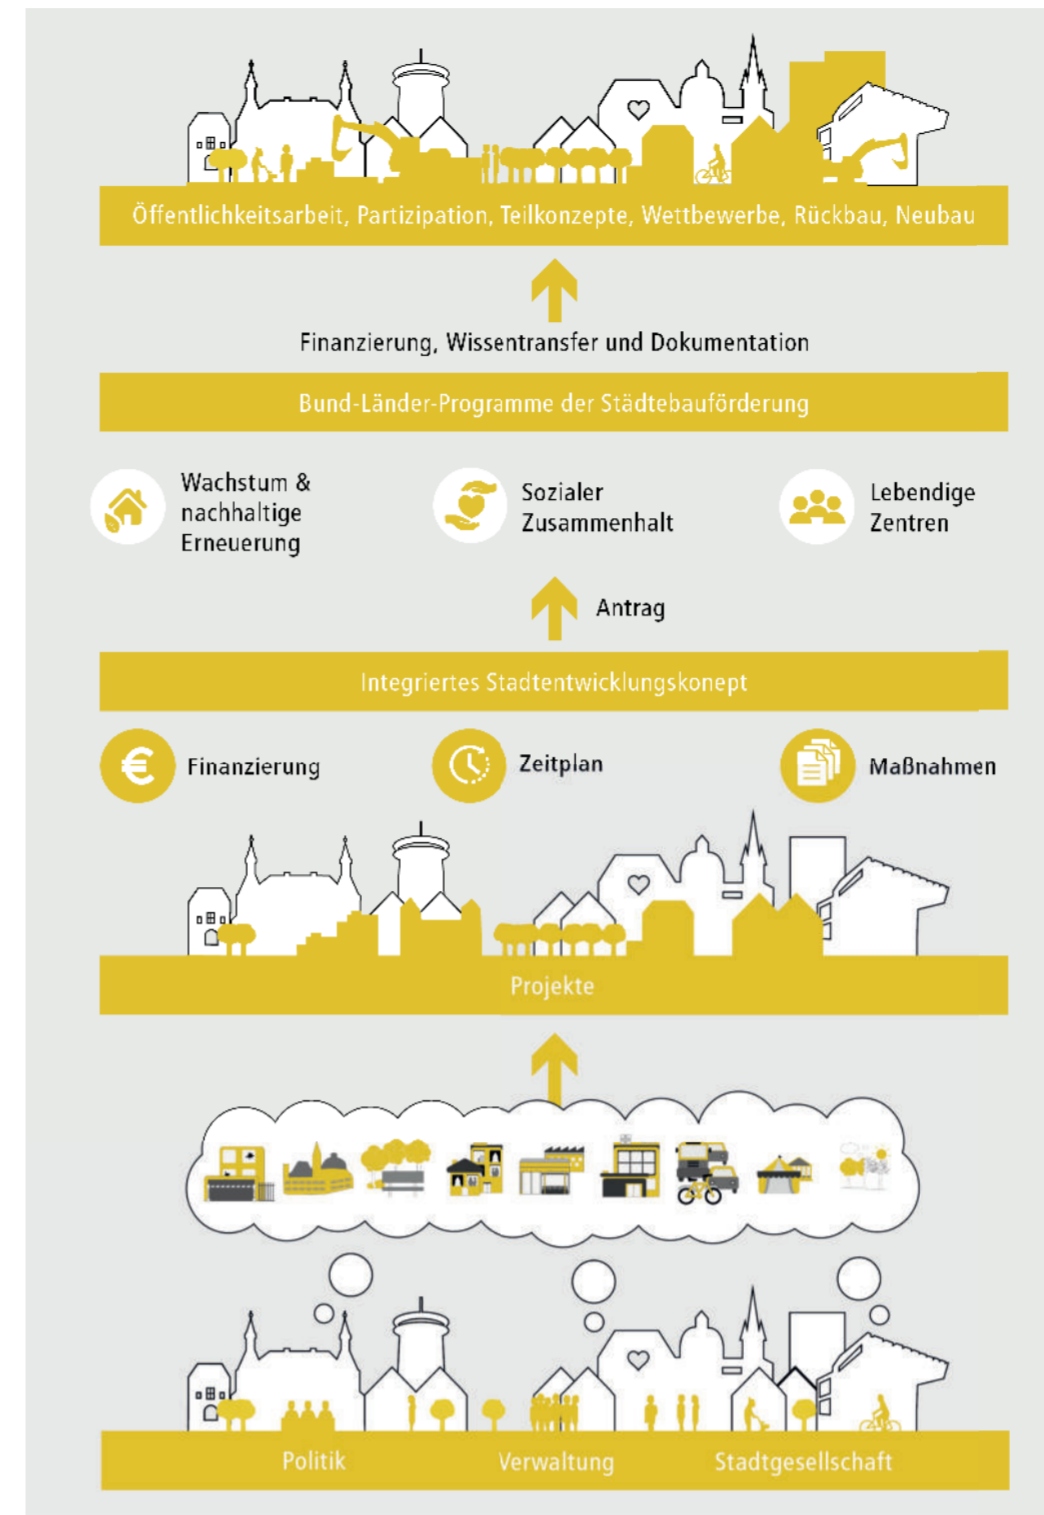 Öffentlichkeitsarbeit, Partizipation, Teilkonzepte, Wettbewerbe, Rückbau, Neubau
Finanzierung, Wissentransfer und Dokumentation
Bund-Länder-Programme der Städtebauförderung
Wachstum &
nachhaltige
Erneuerung
Sozialer
Zusammenhalt
Lebendige
Zentren
Antrag
Integriertes Stadtentwicklungskonept
Finanzierung
Zeitplan
Maßnahmen
Projekte
Politik
Verwaltung
Stadtgesellschaft